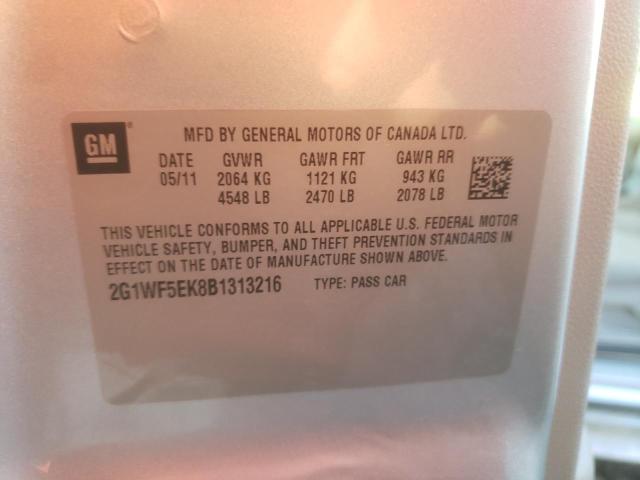 GM®
MFD BY GENERAL MOTORS OF CANADA LTD.
DATE GVWR GAWR FRT GAWR RR
05/11 2064 KG 1121 KG 943 KG
4548 LB 2470 LB 2078 LB
THIS VEHICLE CONFORMS TO ALL APPLICABLE U.S. FEDERAL MOTOR
VEHICLE SAFETY, BUMPER, AND THEFT PREVENTION STANDARDS IN
EFFECT ON THE DATE OF MANUFACTURE SHOWN ABOVE.
2G1WF5EK8B1313216 TYPE: PASS CAR